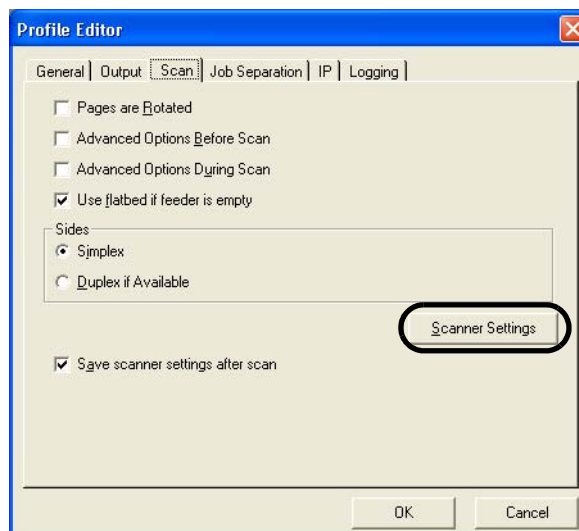 Profile Editor
General Output Scan Job Separation IP Logging
Pages are Rotated
Advanced Options Before Scan
Advanced Options During Scan
Use flatbed if feeder is empty
Sides
Simplex
Duplex if Available
Scanner Settings
Save scanner settings after scan
OK Cancel